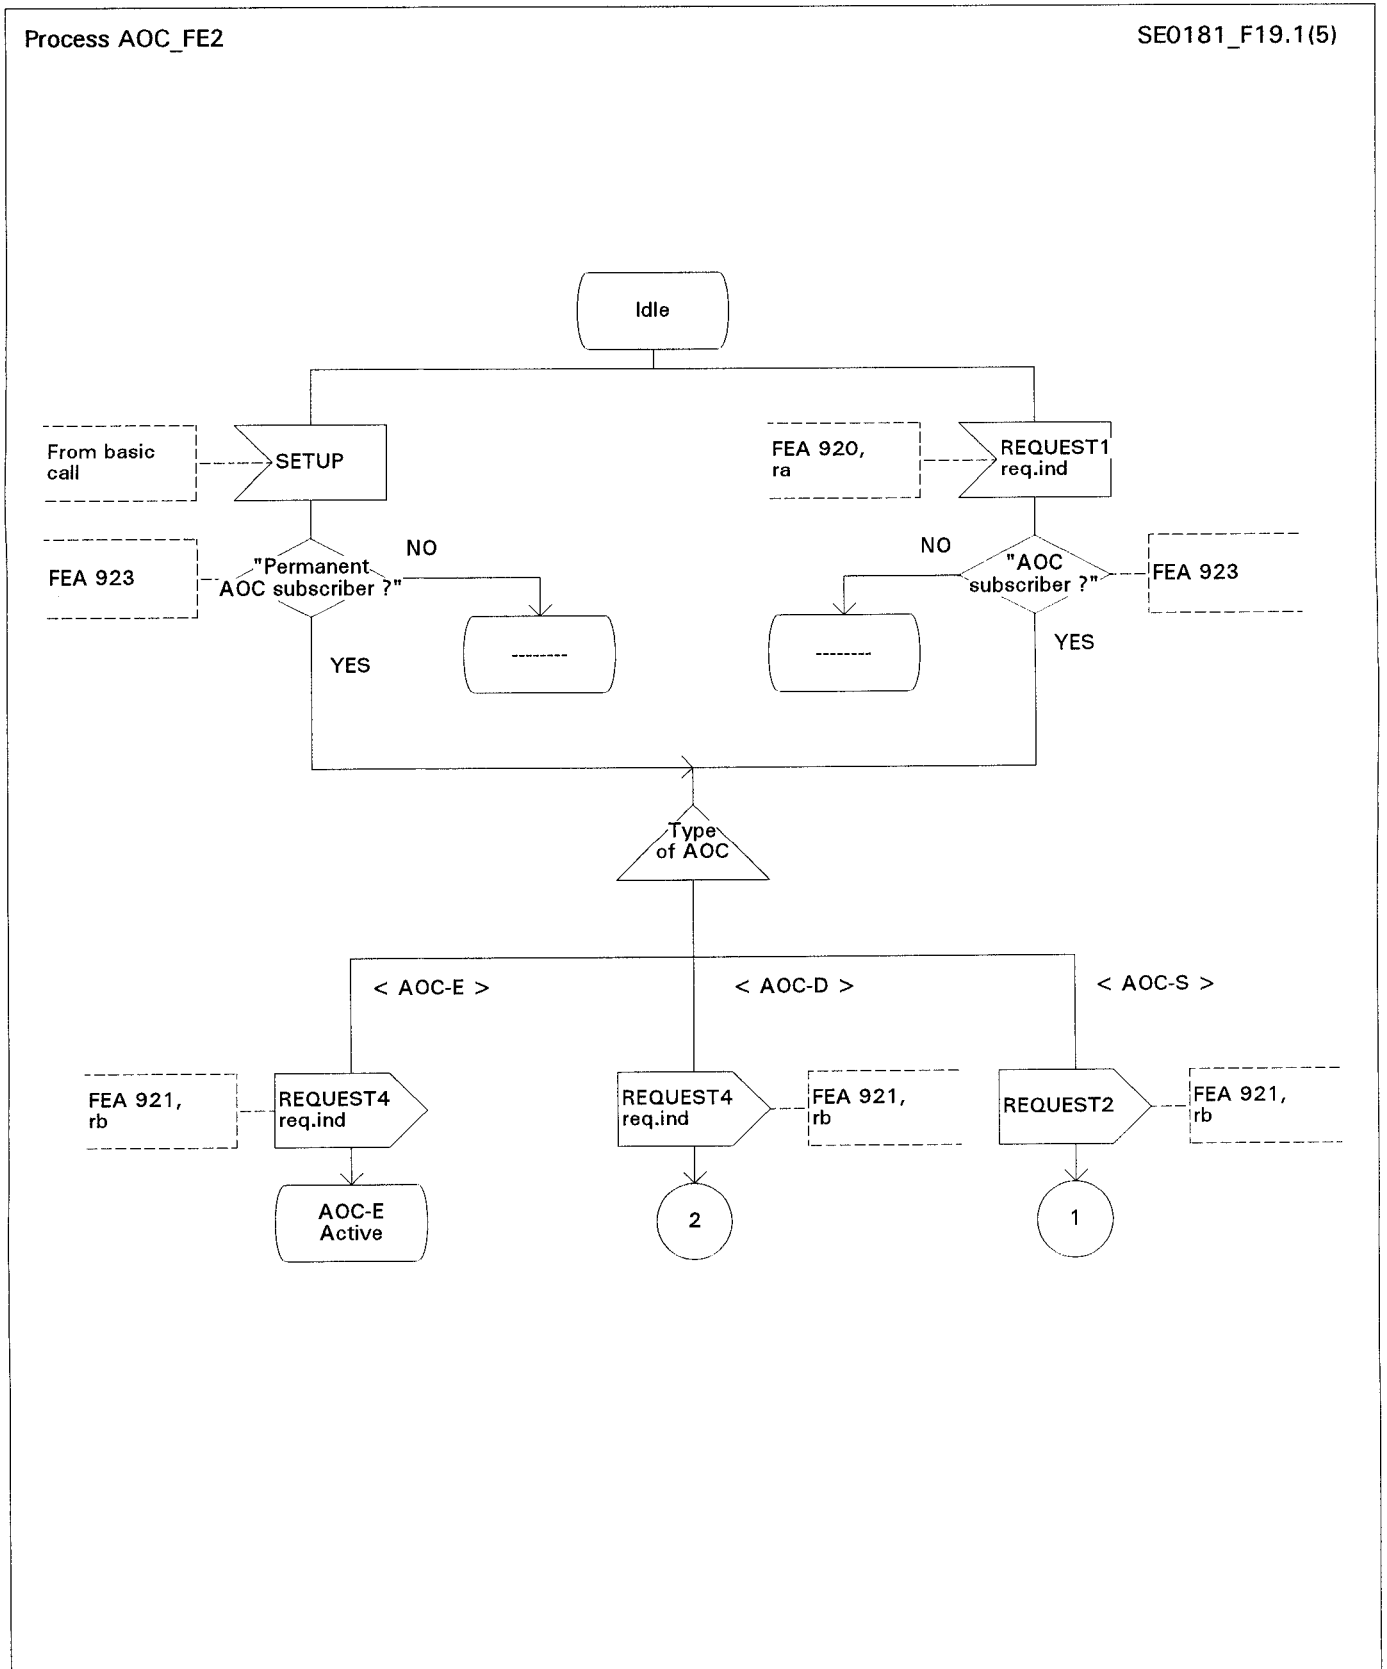 Process AOC_FE2
SE0181_F19.1(5)
Idle
From basic
call
SETUP
FEA 920,
ra
REQUEST1
req.ind
FEA 923
"Permanent
AOC subscriber ?"
NO
NO
"AOC
subscriber ?"
FEA 923
YES
--------
--------
YES
Type
of AOC
< AOC-E >
< AOC-D >
< AOC-S >
FEA 921,
rb
REQUEST4
req.ind
REQUEST4
req.ind
FEA 921,
rb
REQUEST2
FEA 921,
rb
AOC-E
Active
2
1